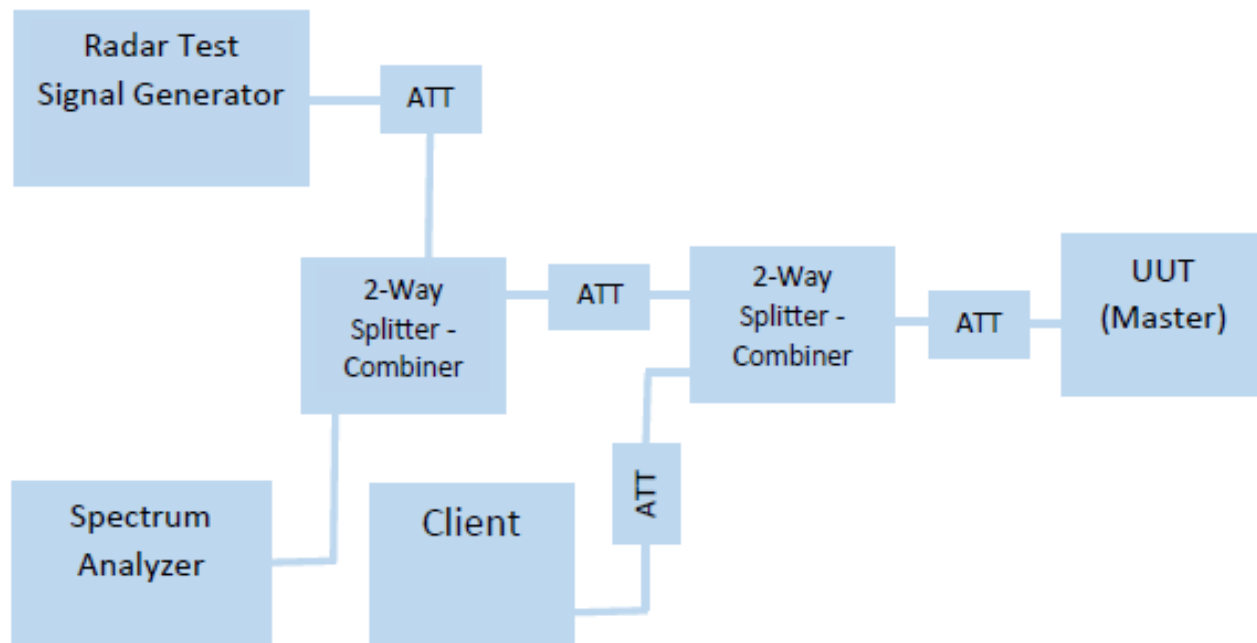 Radar Test
Signal Generator
ATT
2-Way
Splitter -
Combiner
ATT
2-Way
Splitter -
Combiner
ATT
UUT
(Master)
ATT
Spectrum
Analyzer
Client